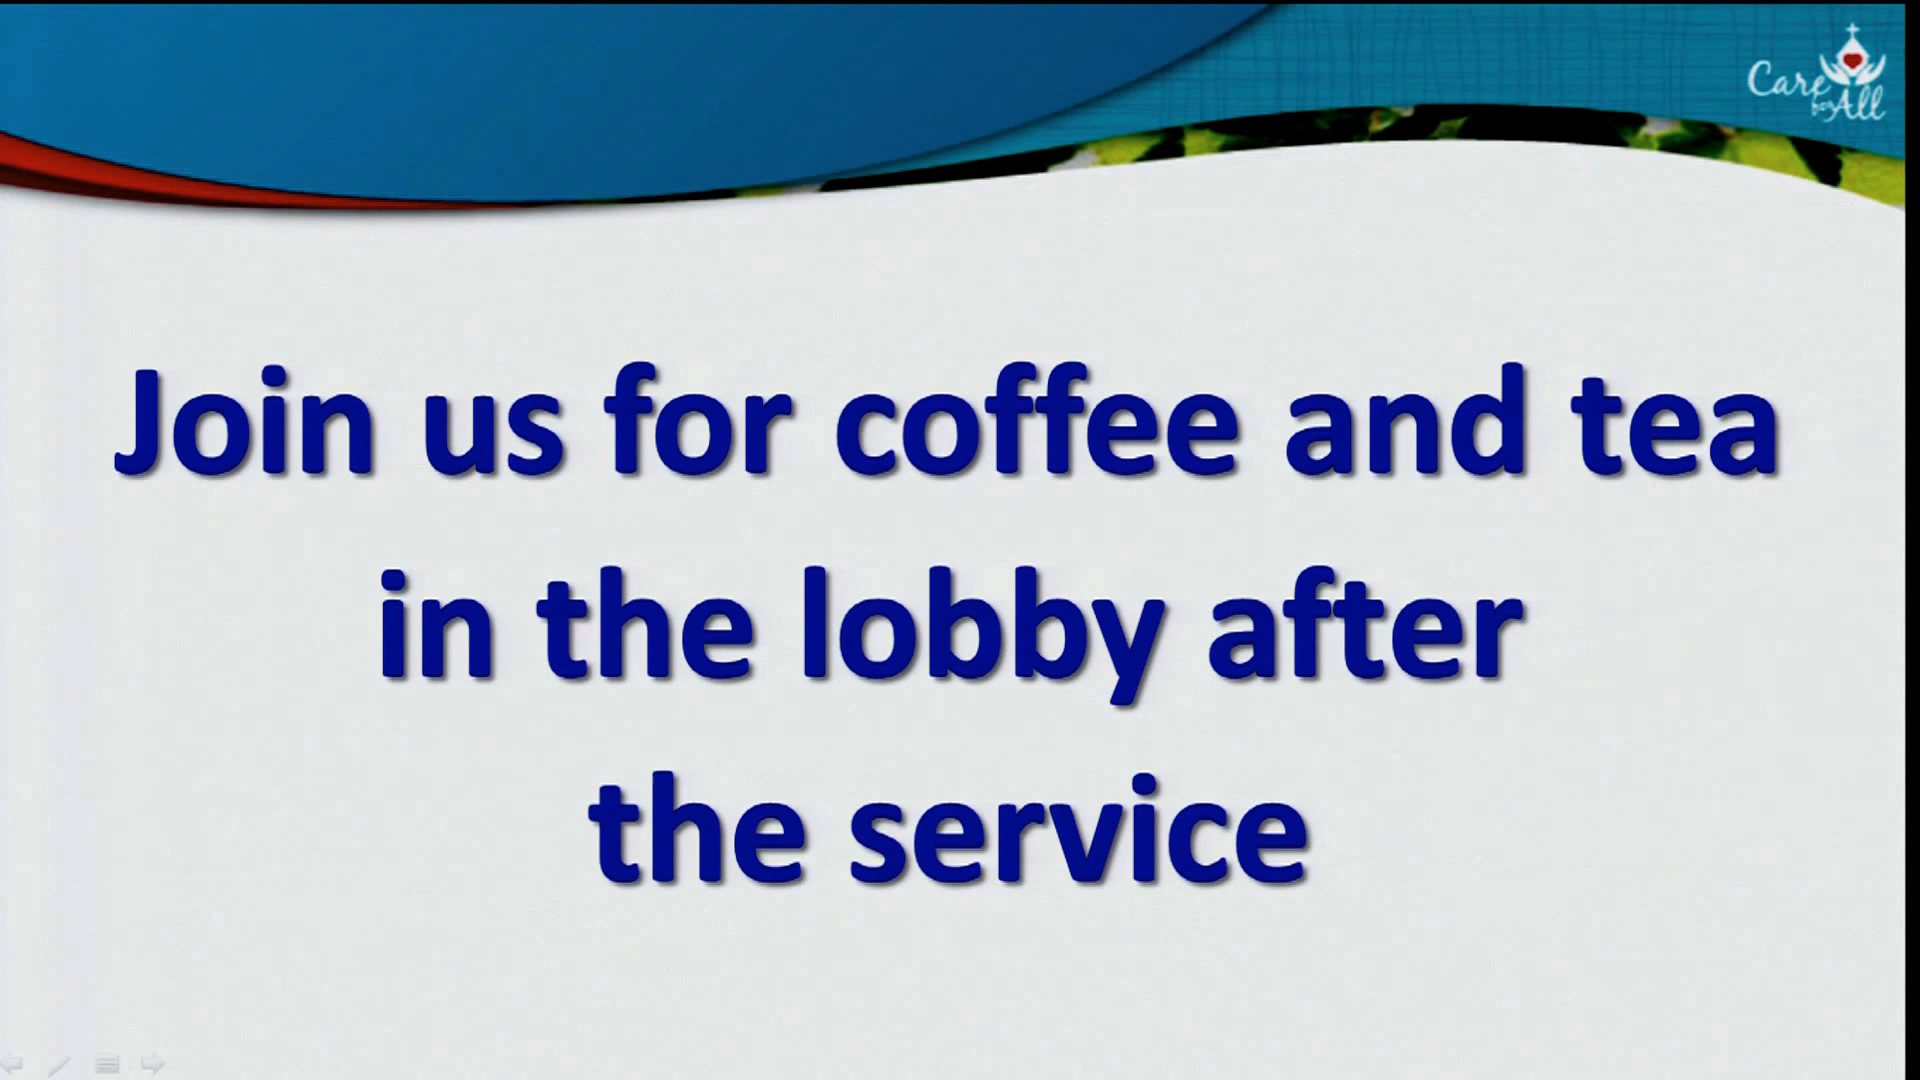 Care
for All
Join us for coffee and tea
in the lobby after
the service